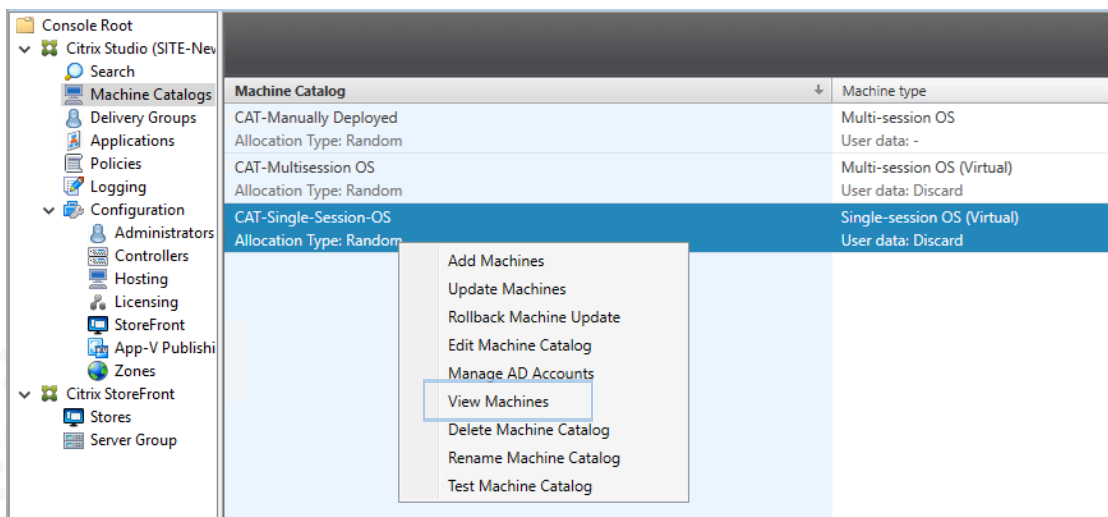 Console Root
Citrix Studio (SITE-New
Search
Machine Catalogs
Delivery Groups
Applications
Policies
Logging
Configuration
Administrators
Controllers
Hosting
Licensing
StoreFront
App-V Publishi
Zones
Citrix StoreFront
Stores
Server Group
Machine Catalog Machine type
CAT-Manually Deployed Multi-session OS
Allocation Type: Random User data: -
CAT-Multisession OS Multi-session OS (Virtual)
Allocation Type: Random User data: Discard
CAT-Single-Session-OS Single-session OS (Virtual)
Allocation Type: Random User data: Discard
Add Machines
Update Machines
Rollback Machine Update
Edit Machine Catalog
Manage AD Accounts
View Machines
Delete Machine Catalog
Rename Machine Catalog
Test Machine Catalog